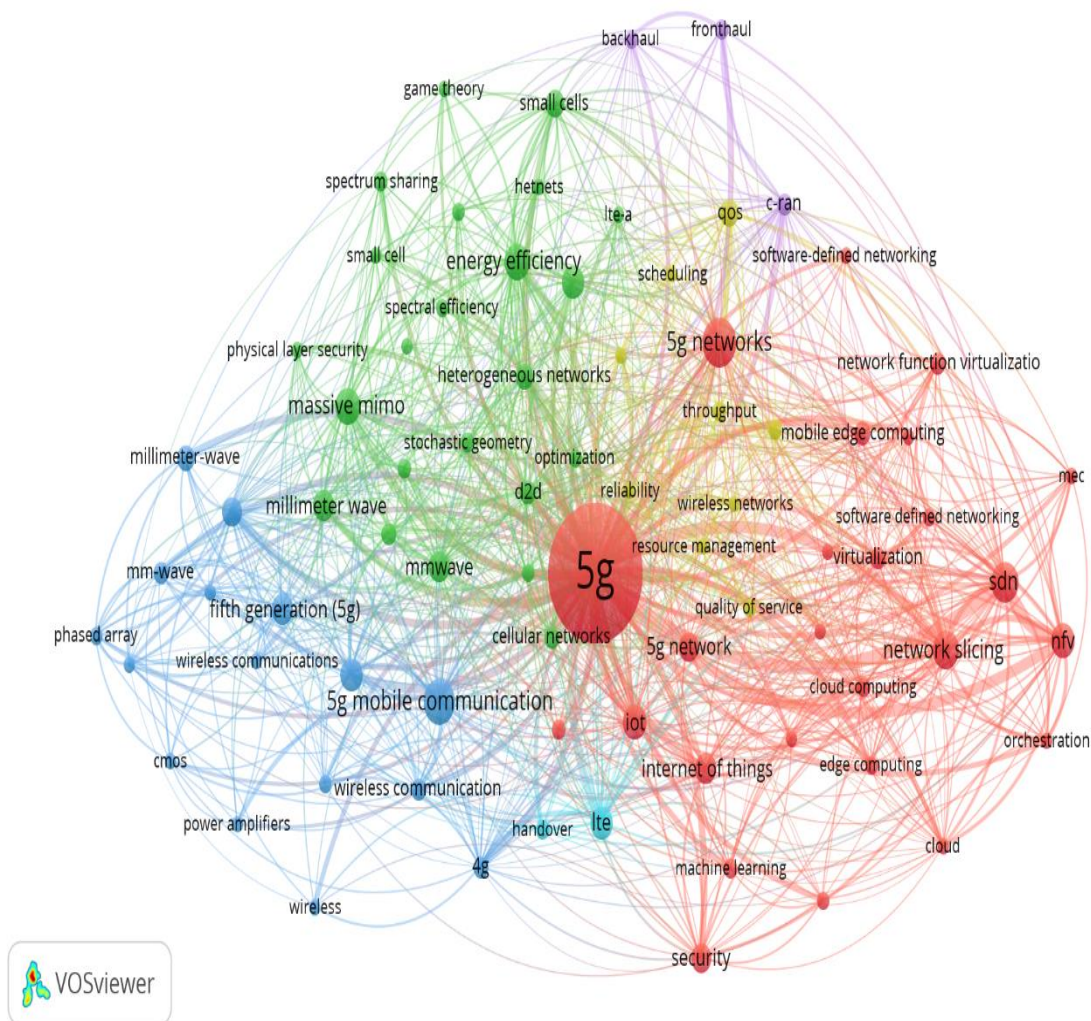 fronthaul
backhaul
game theory
small cells
spectrum sharing
hetnets
lte-a
qos
c-ran
small cell
energy efficiency
scheduling
software-defined networking
spectral efficiency
physical layer security
heterogeneous networks
5g networks
network function virtualizatio
massive mimo
throughput
stochastic geometry
optimization
mobile edge computing
millimeter-wave
d2d
reliability
mec
millimeter wave
wireless networks
software defined networking
mm-wave
mmwave
5g
resource management
virtualization
sdn
fifth generation (5g)
quality of service
phased array
wireless communications
cellular networks
5g network
network slicing
nfv
5g mobile communication
cloud computing
iot
cmos
internet of things
edge computing
orchestration
wireless communication
power amplifiers
handover
lte
4g
machine learning
cloud
wireless
security
VOSviewer